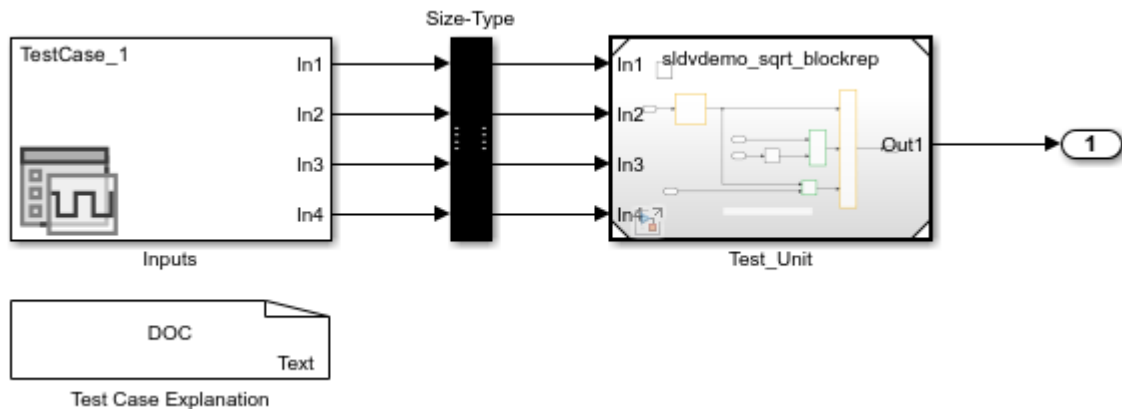 Size-Type
TestCase_1
In1
In2
In3
In4
Inputs
sldvdemo_sqrt_blockrep
In1
In2
In3
In4
Out1
Test_Unit
1
DOC
Text
Test Case Explanation